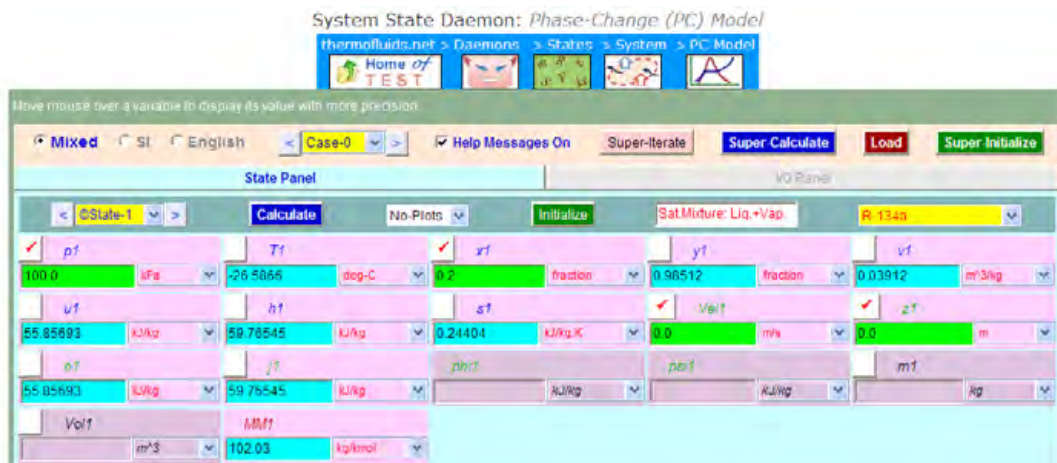 System State Daemon: Phase-Change (PC) Model
thermofluids.net > Daemons > States > System > PC Model
Home of TEST
Move mouse over a variable to display its value with more precision.
Mixed SI English < Case-0 > Help Messages On Super-Iterate Super-Calculate Load Super-Initialize
State Panel I/O Panel
< ©State-1 > Calculate No-Plots Initialize Sat.Mixture: Liq.+Vap. R-134a
p1 T1 x1 y1 v1
100.0 kPa -26.5866 deg-C 0.2 fraction 0.98512 fraction 0.03912 m^3/kg
u1 h1 s1 Vel1 z1
55.85693 kJ/kg 59.76545 kJ/kg 0.24404 kJ/kg.K 0.0 m/s 0.0 m
e1 j1 phi1 psi1 m1
55.85693 kJ/kg 59.76545 kJ/kg kJ/kg kJ/kg kg
Vol1 MM1
m^3 102.03 kg/kmol